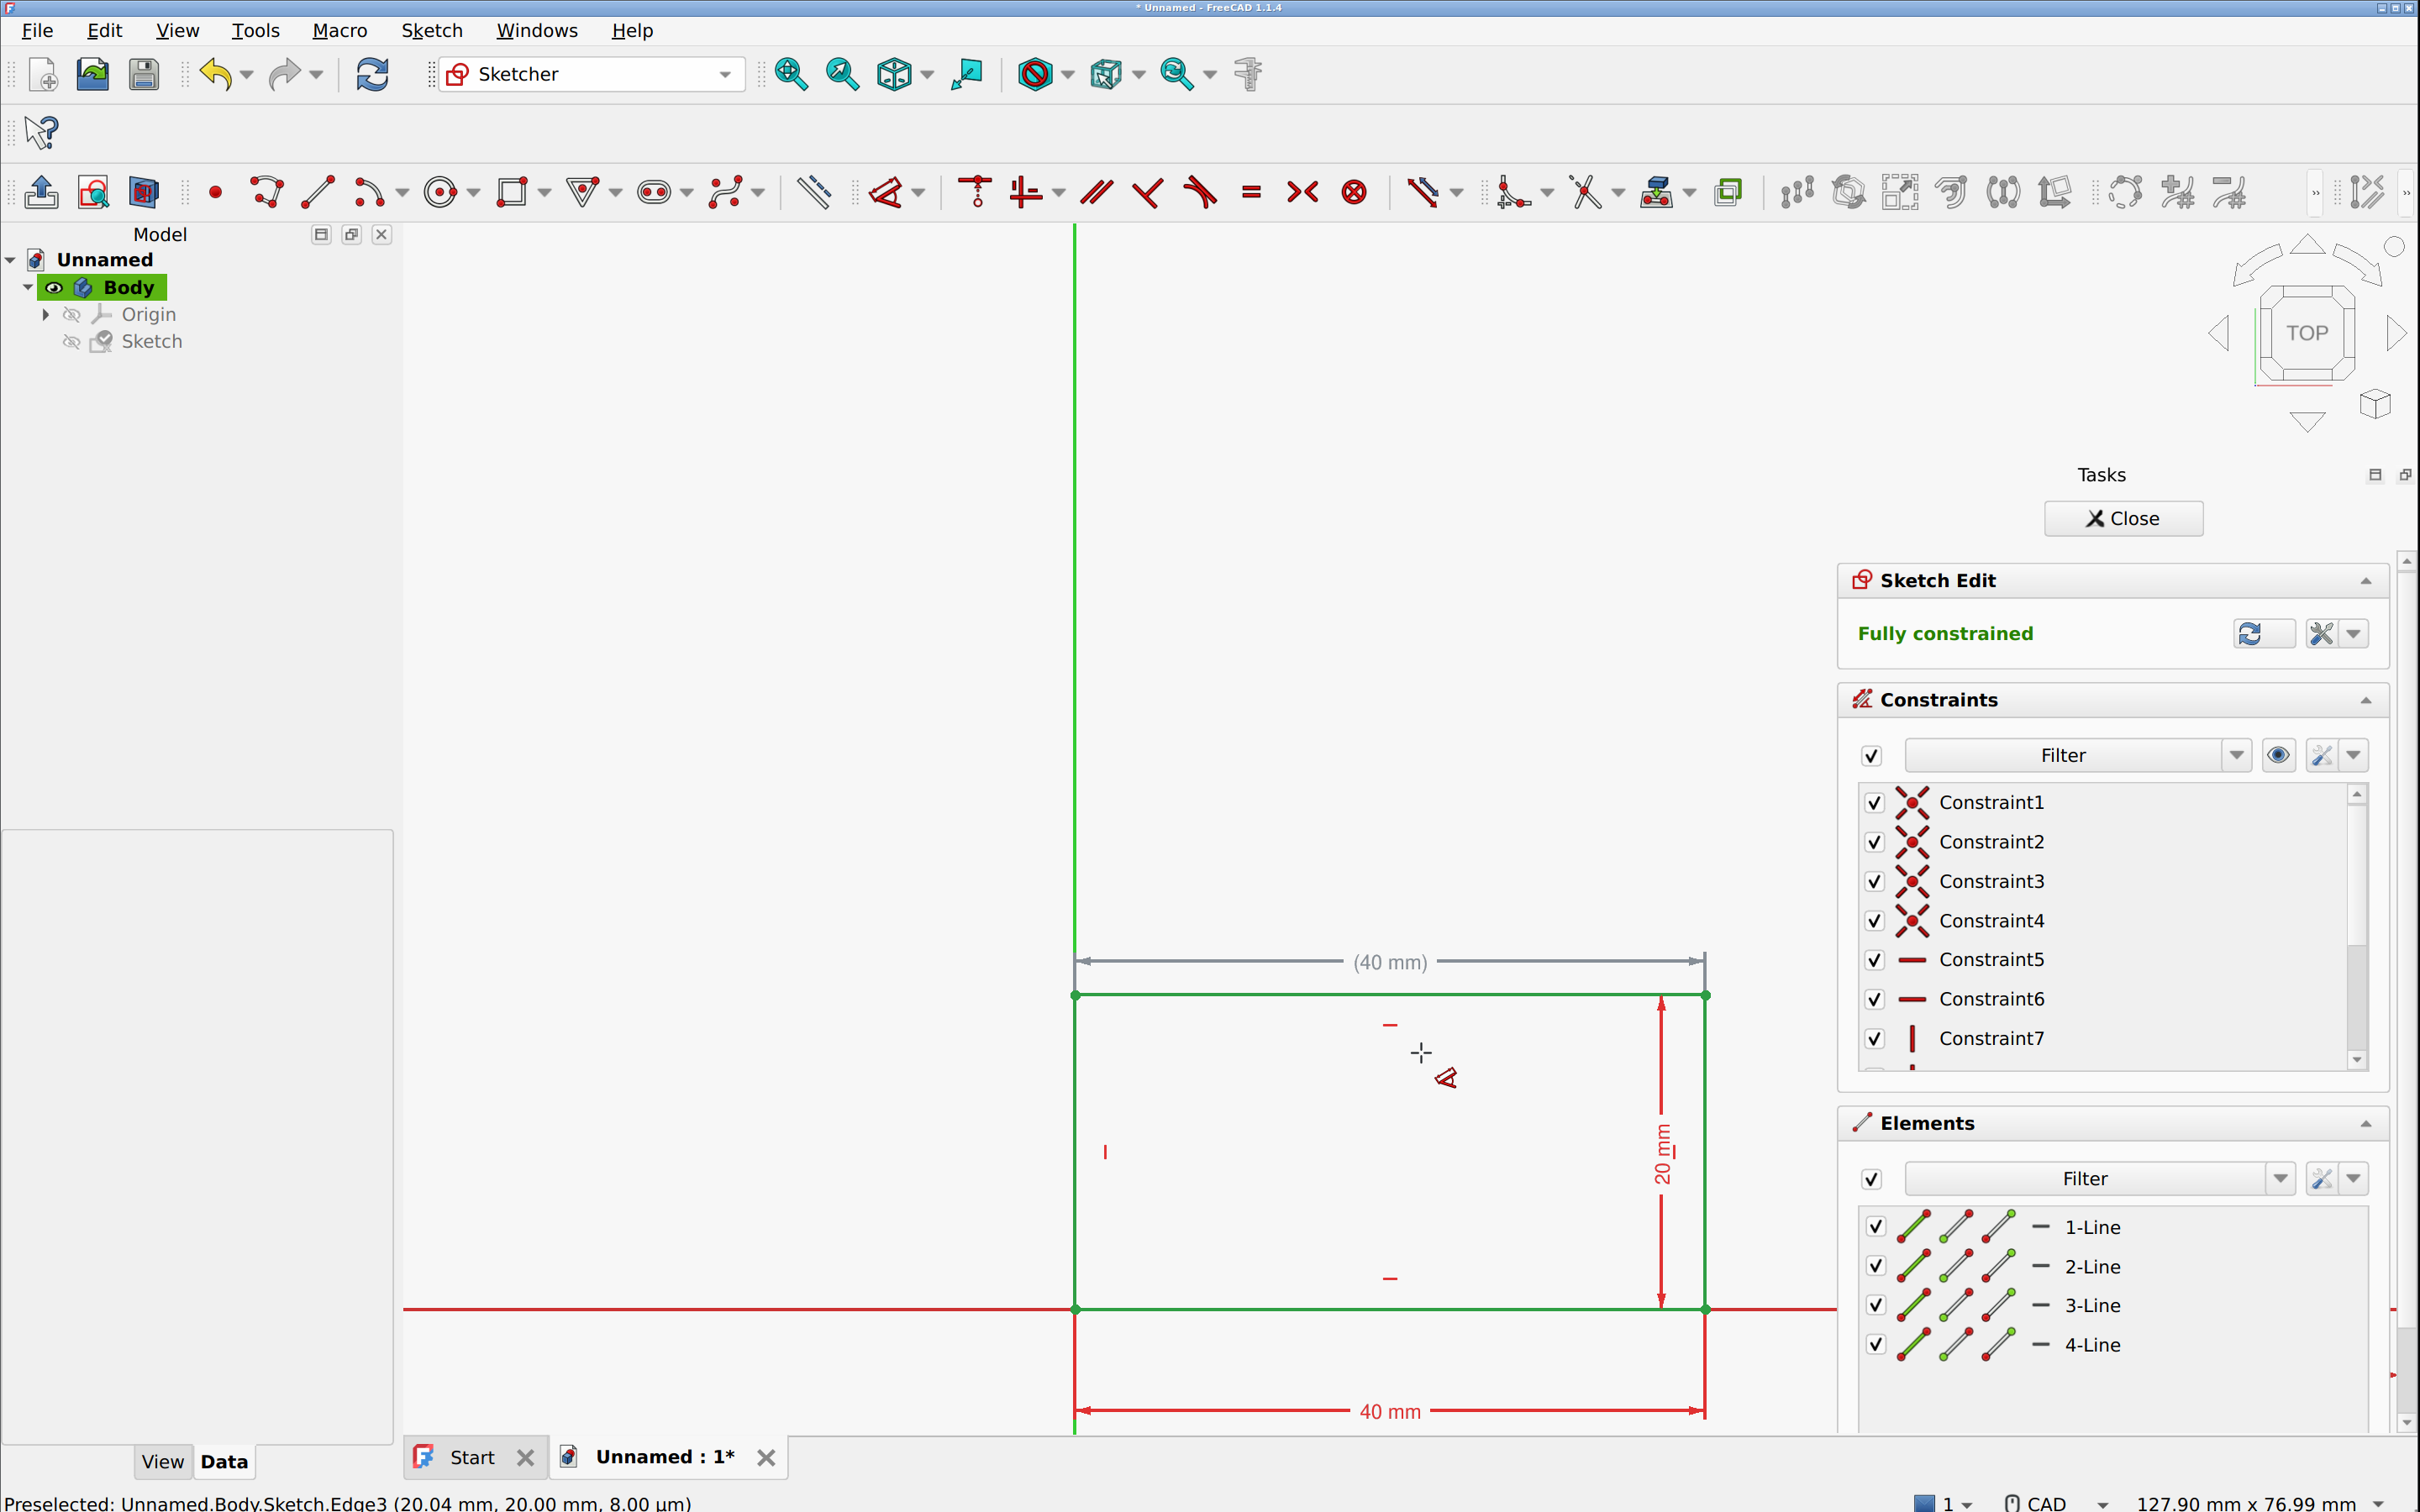 * Unnamed - FreeCAD 1.1.4
File Edit View Tools Macro Sketch Windows Help
Sketcher
Model
Unnamed
Body
Origin
Sketch
TOP
Tasks
Close
Sketch Edit
Fully constrained
Constraints
Filter
Constraint1
Constraint2
Constraint3
Constraint4
Constraint5
Constraint6
Constraint7
(40 mm)
20 mm
40 mm
Elements
Filter
1-Line
2-Line
3-Line
4-Line
View Data
Start Unnamed : 1*
Preselected: Unnamed.Body.Sketch.Edge3 (20.04 mm, 20.00 mm, 8.00 µm)
1 CAD 127.90 mm x 76.99 mm